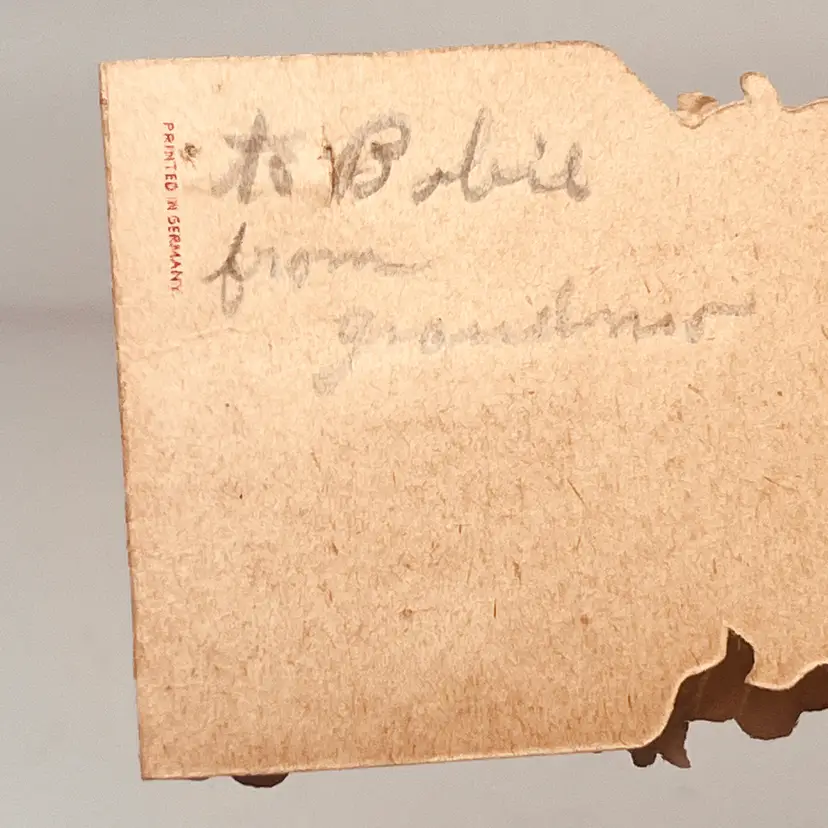 PRINTED IN GERMANY.
to Bobie
from
grandma